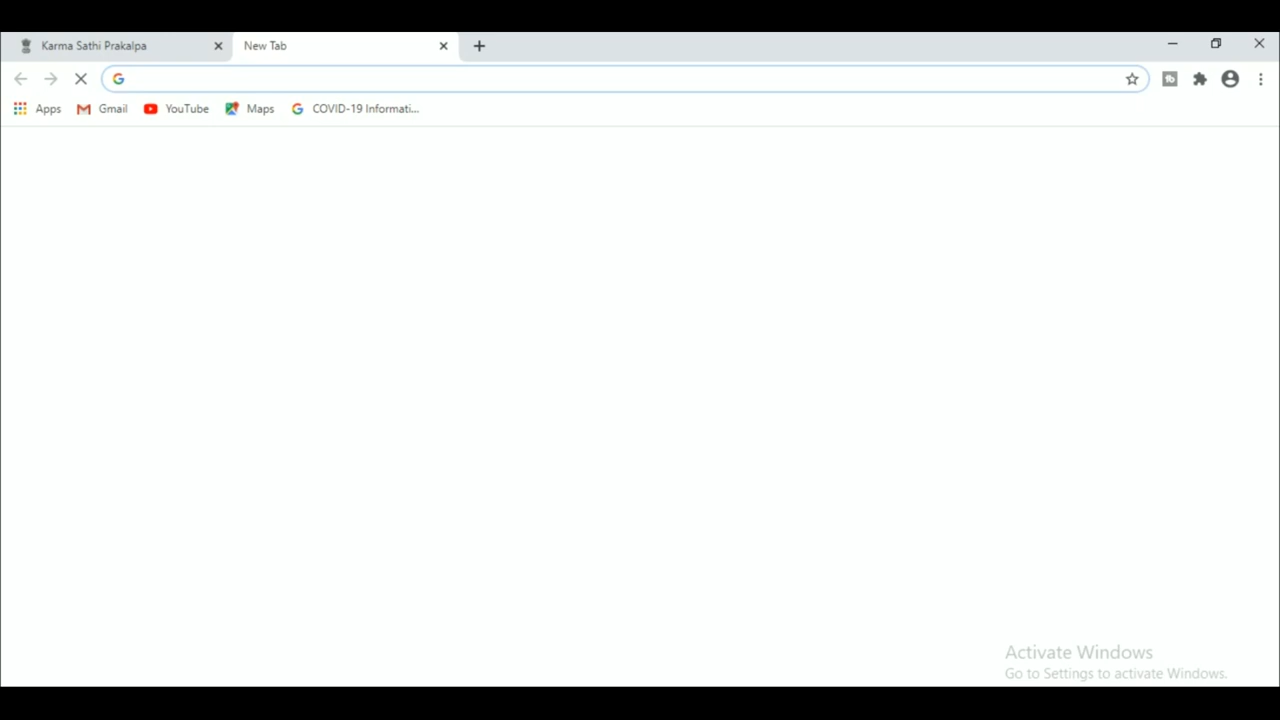 Karma Sathi Prakalpa
New Tab
Apps Gmail YouTube Maps COVID-19 Informati...
Activate Windows
Go to Settings to activate Windows.